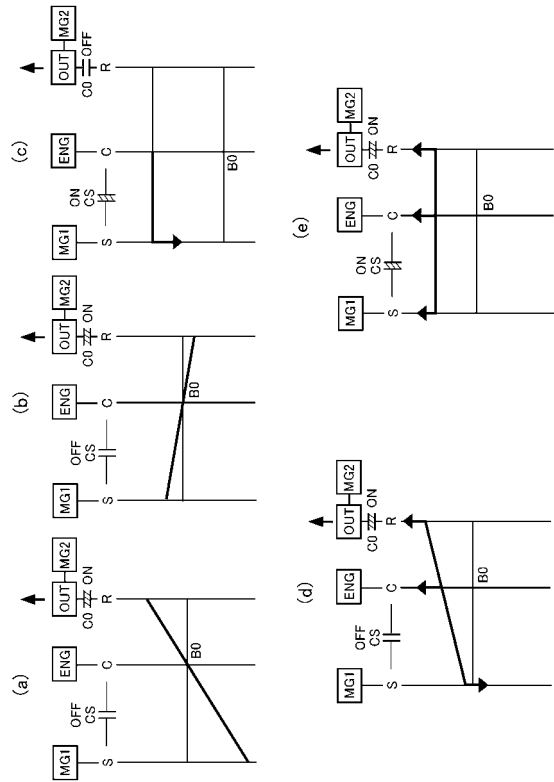 (a)
MG1
ENG
OUT
MG2
OFF
CS
C0 ON
S
C
R
B0
(b)
MG1
ENG
OUT
MG2
OFF
CS
C0 ON
S
C
R
B0
(c)
MG1
ENG
OUT
MG2
ON
CS
C0 OFF
S
C
R
B0
(d)
MG1
ENG
OUT
MG2
OFF
CS
C0 ON
S
C
R
B0
(e)
MG1
ENG
OUT
MG2
ON
CS
C0 ON
S
C
R
B0